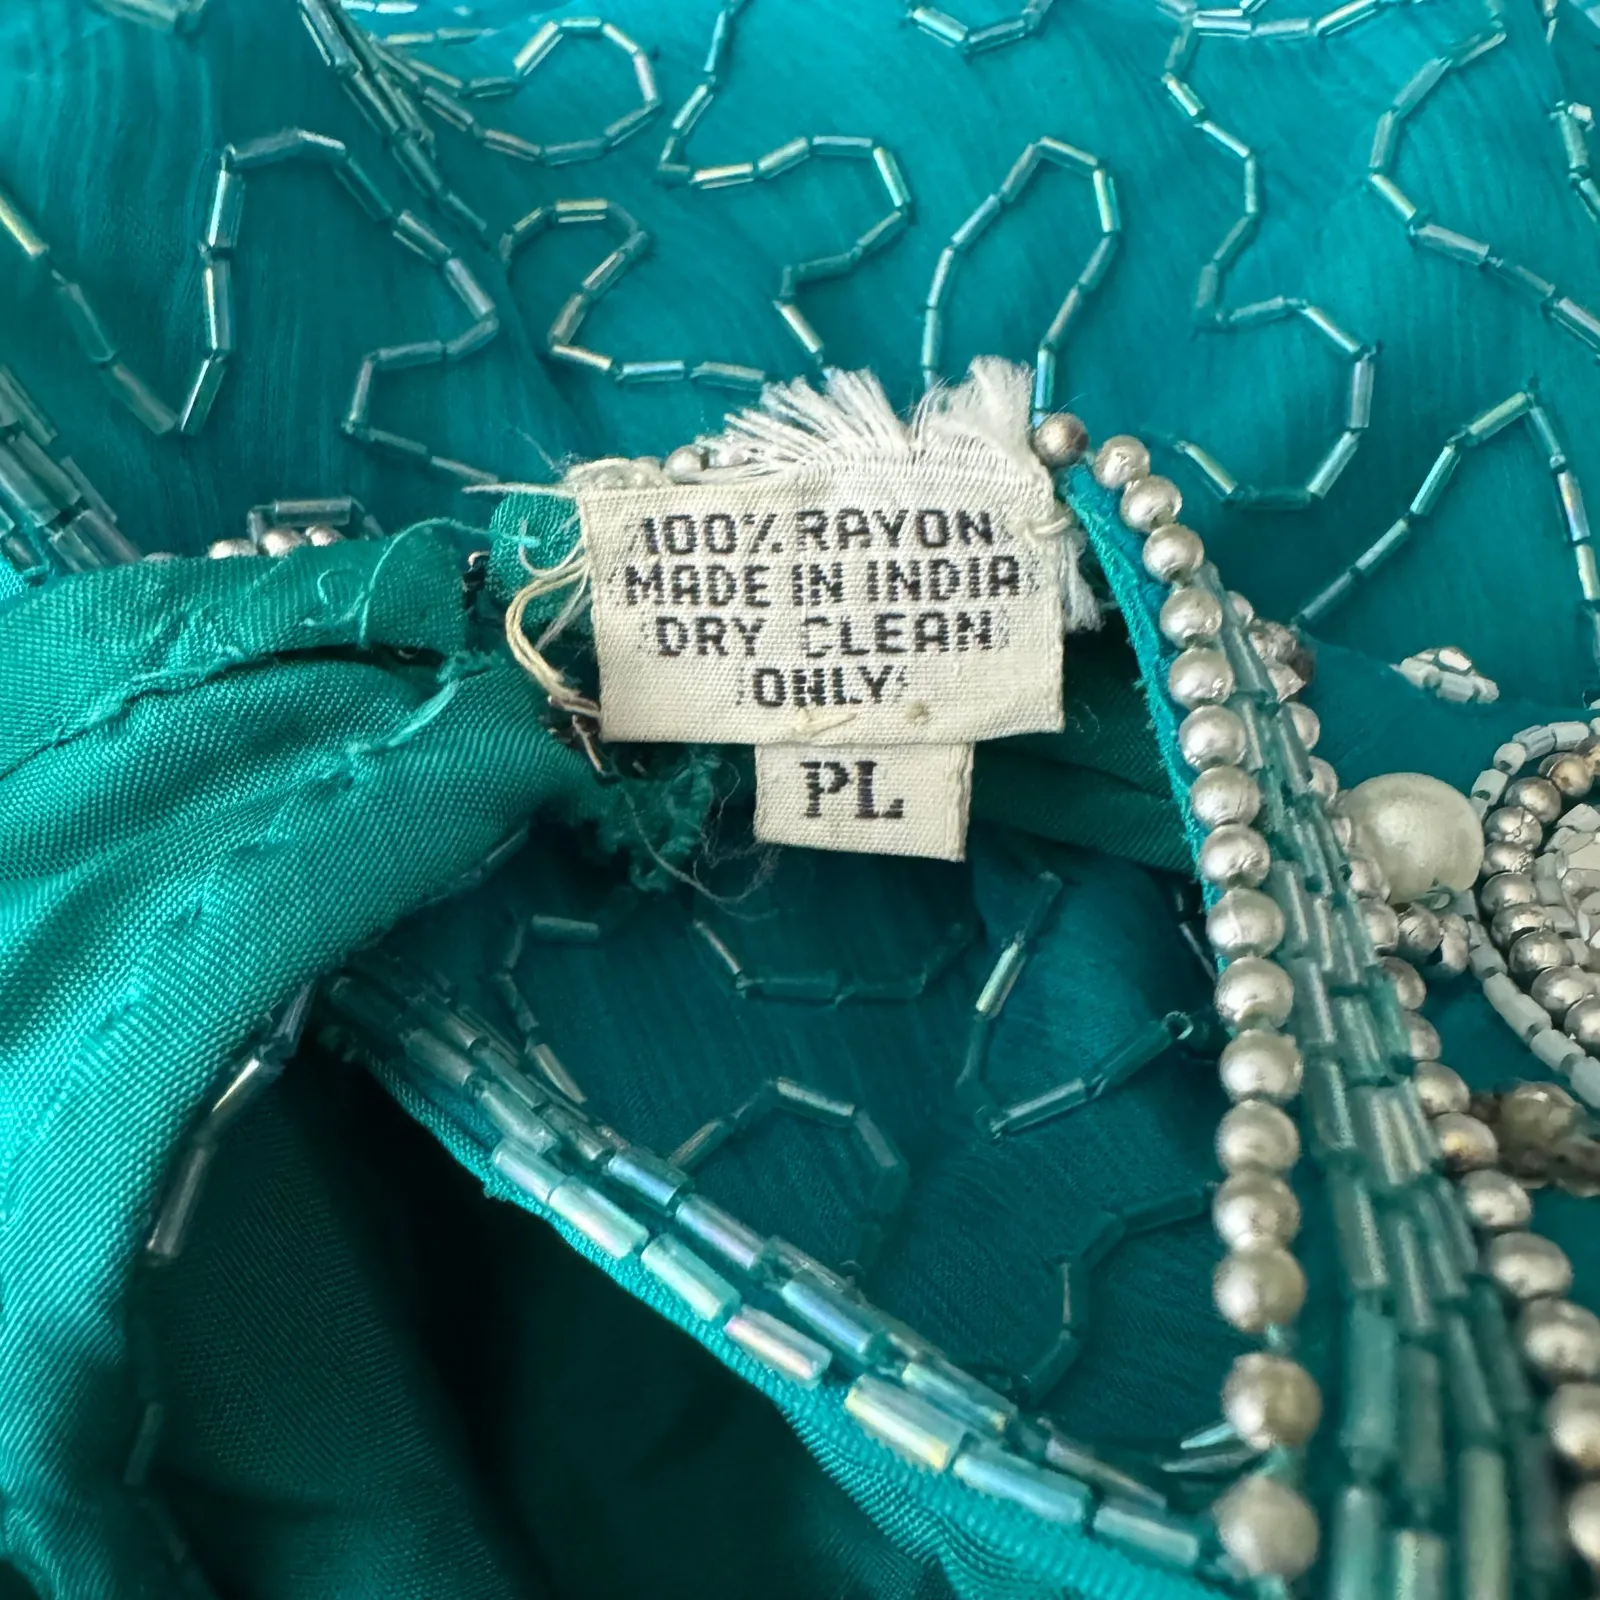 100% RAYON
MADE IN INDIA
DRY CLEAN
ONLY
PL